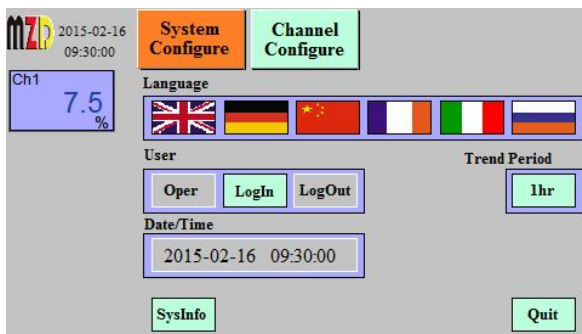 MZD
2015-02-16
09:30:00
System
Configure
Channel
Configure
Ch1
7.5
%
Language
User
Trend Period
Oper
LogIn
LogOut
1hr
Date/Time
2015-02-16 09:30:00
SysInfo
Quit